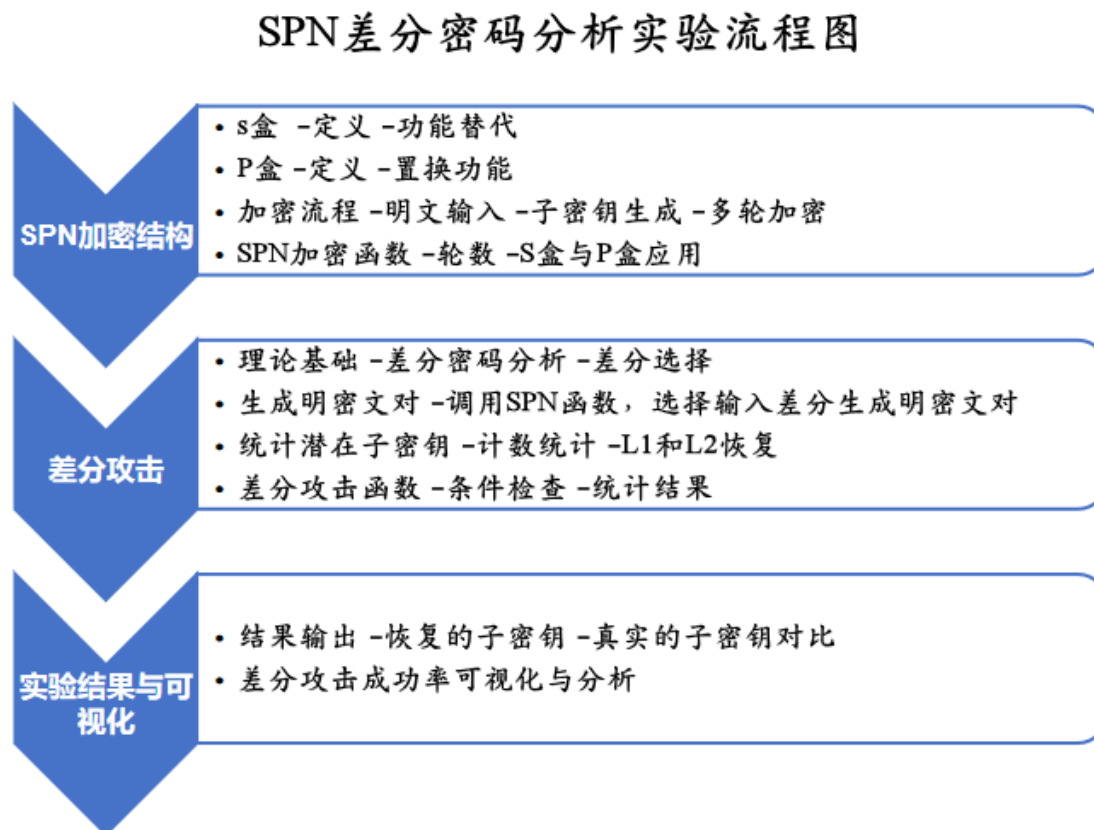 SPN差分密码分析实验流程图
SPN加密结构
• s盒 -定义 -功能替代
• P盒 -定义 -置换功能
• 加密流程 -明文输入 -子密钥生成 -多轮加密
• SPN加密函数 -轮数 -S盒与P盒应用
差分攻击
• 理论基础 -差分密码分析 -差分选择
• 生成明密文对 -调用SPN函数，选择输入差分生成明密文对
• 统计潜在子密钥 -计数统计 -L1和L2恢复
• 差分攻击函数 -条件检查 -统计结果
实验结果与可
视化
• 结果输出 -恢复的子密钥 -真实的子密钥对比
• 差分攻击成功率可视化与分析